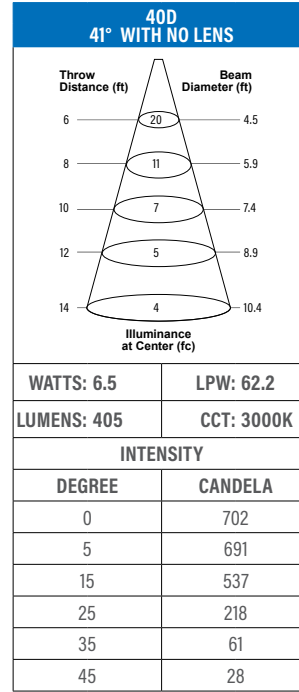 40D
41° WITH NO LENS
Throw Distance (ft)
Beam Diameter (ft)
6 20 4.5
8 11 5.9
10 7 7.4
12 5 8.9
14 4 10.4
Illuminance
at Center (fc)
WATTS: 6.5 LPW: 62.2
LUMENS: 405 CCT: 3000K
INTENSITY
DEGREE CANDELA
0 702
5 691
15 537
25 218
35 61
45 28